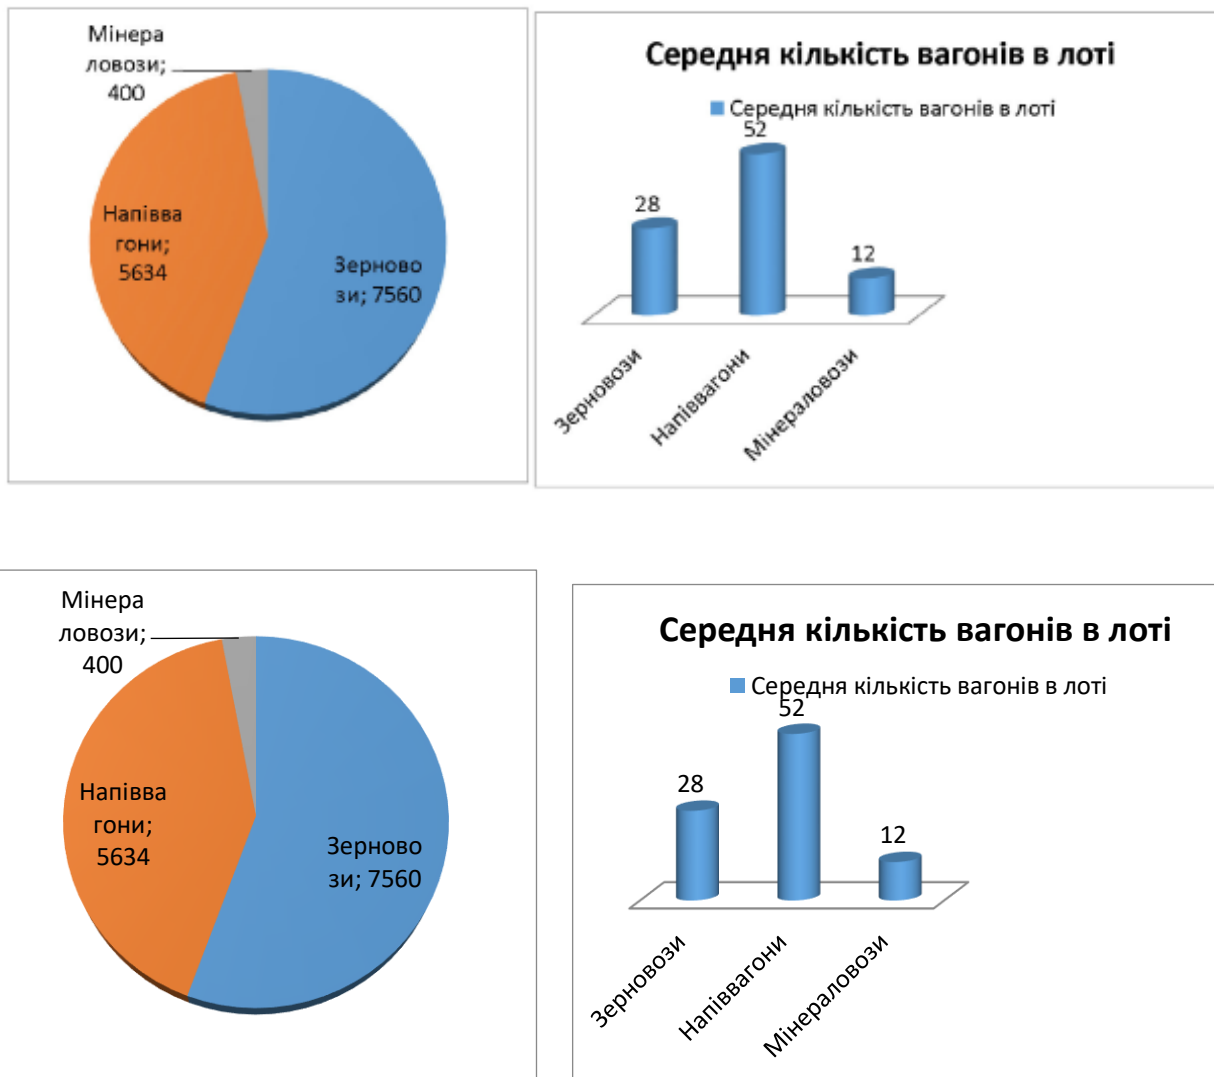 Мінера
ловози;
400
Напівва
гони;
5634
Зерново
зи; 7560
Середня кількість вагонів в лоті
Середня кількість вагонів в лоті
52
28
12
Зерновози
Напіввагони
Мінераловози
Мінера
ловози;
400
Напівва
гони;
5634
Зерново
зи; 7560
Середня кількість вагонів в лоті
Середня кількість вагонів в лоті
52
28
12
Зерновози
Напіввагони
Мінераловози